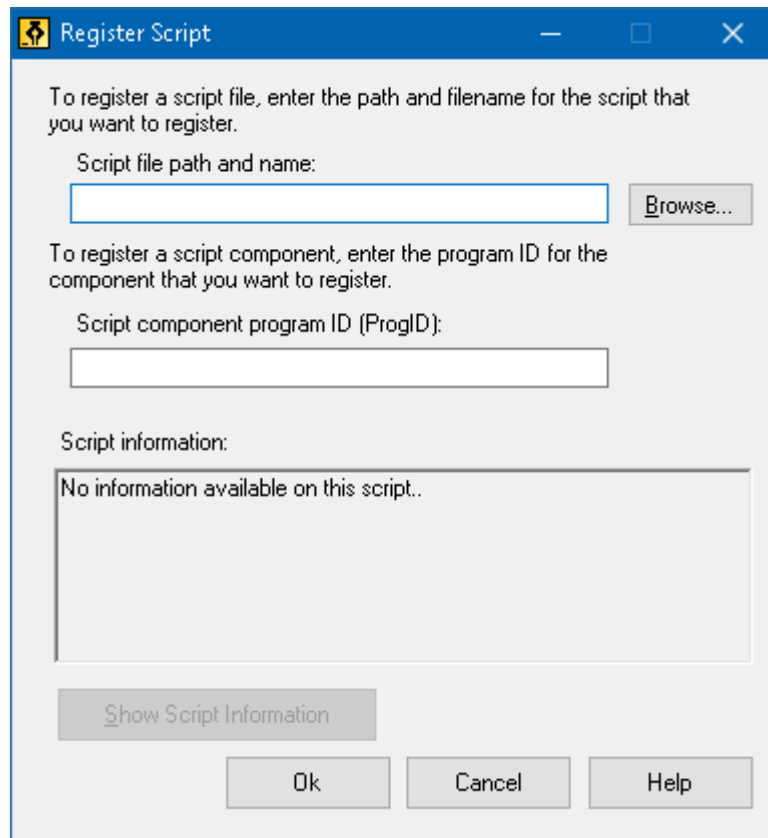 Register Script
To register a script file, enter the path and filename for the script that
you want to register.
Script file path and name:
Browse...
To register a script component, enter the program ID for the
component that you want to register.
Script component program ID (ProgID):
Script information:
No information available on this script..
Show Script Information
Ok
Cancel
Help